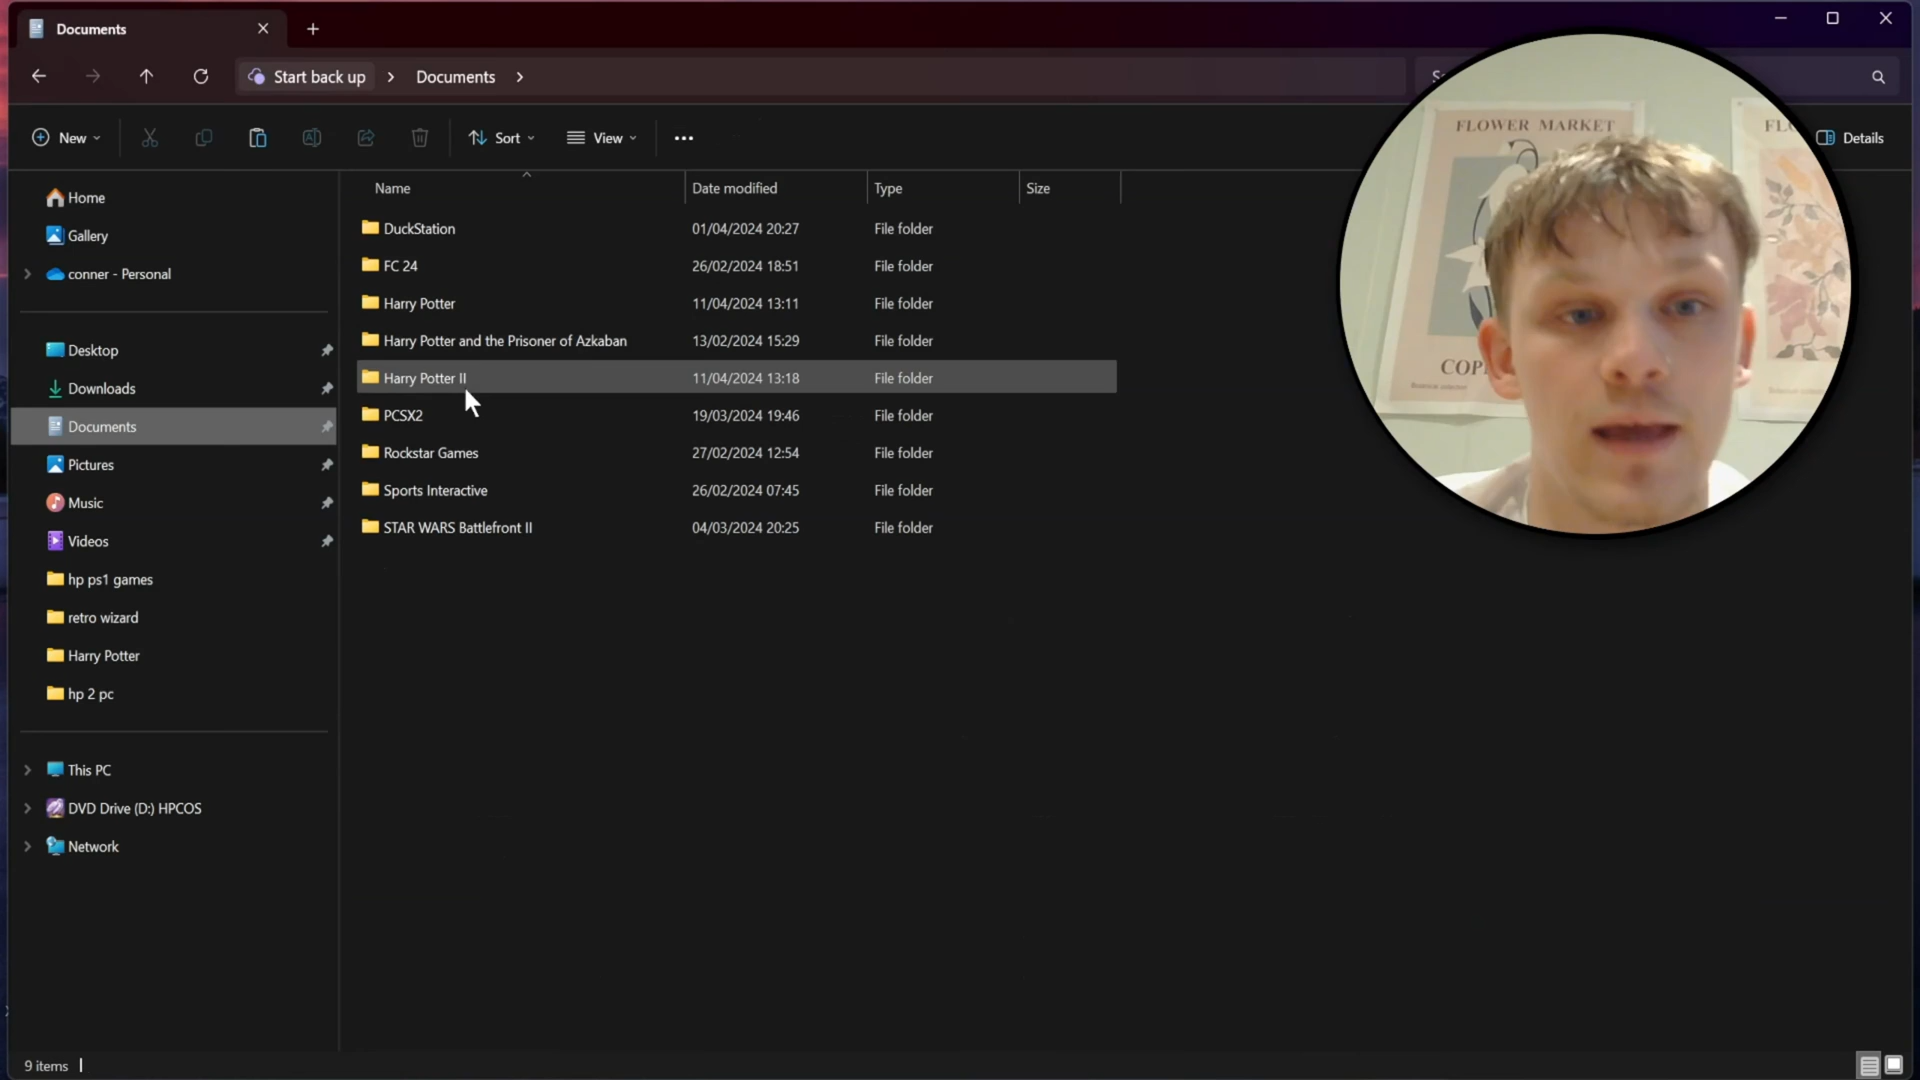 Documents
Start back up > Documents >
Se
New
Sort
View
Details
Name Date modified Type Size
Home
Gallery
conner - Personal
Desktop
Downloads
Documents
Pictures
Music
Videos
hp ps1 games
retro wizard
Harry Potter
hp 2 pc
This PC
DVD Drive (D:) HPCOS
Network
DuckStation 01/04/2024 20:27 File folder
FC 24 26/02/2024 18:51 File folder
Harry Potter 11/04/2024 13:11 File folder
Harry Potter and the Prisoner of Azkaban 13/02/2024 15:29 File folder
Harry Potter II 11/04/2024 13:18 File folder
PCSX2 19/03/2024 19:46 File folder
Rockstar Games 27/02/2024 12:54 File folder
Sports Interactive 26/02/2024 07:45 File folder
STAR WARS Battlefront II 04/03/2024 20:25 File folder
FLOWER MARKET
COP
FL
9 items